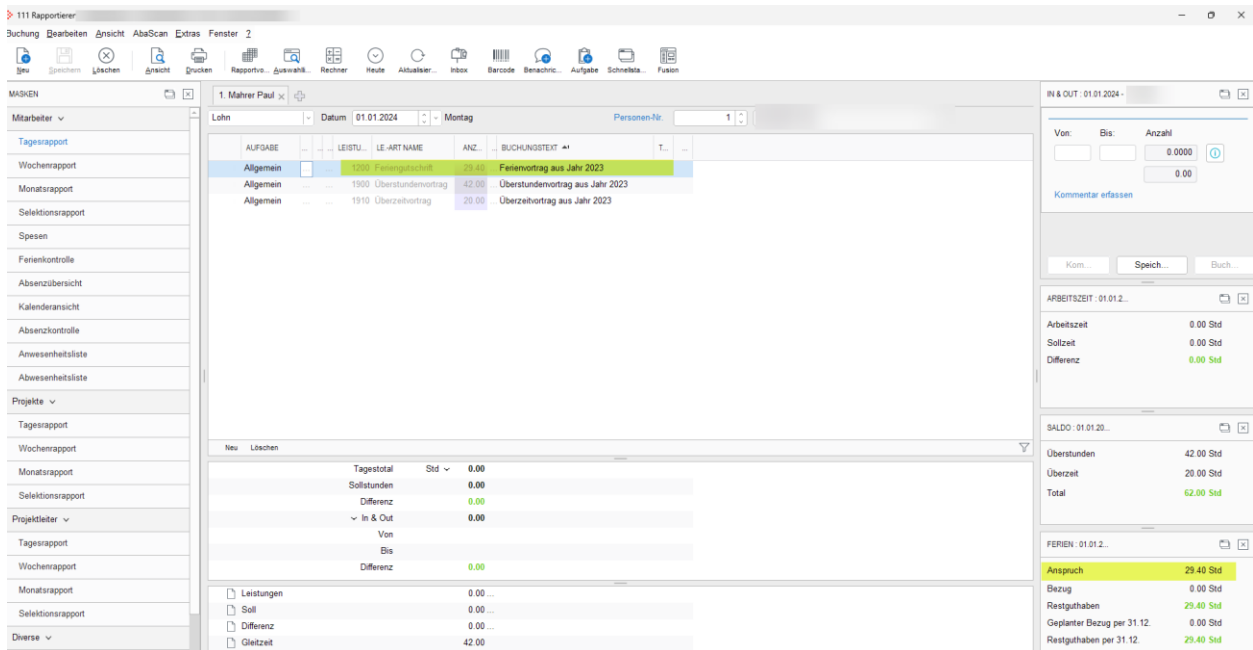 111 Rapportieren
Buchung Bearbeiten Ansicht AbaScan Extras Fenster ?
Neu Speichern Löschen Ansicht Drucken Rapportvo... Auswahli... Rechner Heute Aktualisier... Inbox Barcode Benachric... Aufgabe Schnellsta... Fusion
MASKEN
Mitarbeiter
Tagesrapport
Wochenrapport
Monatsrapport
Selektionsrapport
Spesen
Ferienkontrolle
Absenzübersicht
Kalenderansicht
Absenzkontrolle
Anwesenheitsliste
Abwesenheitsliste
Projekte
Tagesrapport
Wochenrapport
Monatsrapport
Selektionsrapport
Projektleiter
Tagesrapport
Wochenrapport
Monatsrapport
Selektionsrapport
Diverse
1. Mahrer Paul
Lohn Datum 01.01.2024 Montag Personen-Nr. 1
AUFGABE ... ... ... LEISTU... LE.-ART NAME ANZ... ... BUCHUNGSTEXT T... ...
Allgemein ... ... 1200 Feriengutschrift 29.40 ... Ferienvortrag aus Jahr 2023
Allgemein ... ... 1900 Überstundenvortrag 42.00 ... Überstundenvortrag aus Jahr 2023
Allgemein ... ... 1910 Überzeitvortrag 20.00 ... Überzeitvortrag aus Jahr 2023
Neu Löschen
Tagestotal Std 0.00
Sollstunden 0.00
Differenz 0.00
In & Out 0.00
Von
Bis
Differenz 0.00
Leistungen 0.00 ...
Soll 0.00 ...
Differenz 0.00 ...
Gleitzeit 42.00
IN & OUT : 01.01.2024 -
Von: Bis: Anzahl
0.0000
0.00
Kommentar erfassen
Kom... Speich... Buch...
ARBEITSZEIT : 01.01.2...
Arbeitszeit 0.00 Std
Sollzeit 0.00 Std
Differenz 0.00 Std
SALDO : 01.01.20...
Überstunden 42.00 Std
Überzeit 20.00 Std
Total 62.00 Std
FERIEN : 01.01.2...
Anspruch 29.40 Std
Bezug 0.00 Std
Restguthaben 29.40 Std
Geplanter Bezug per 31.12. 0.00 Std
Restguthaben per 31.12. 29.40 Std